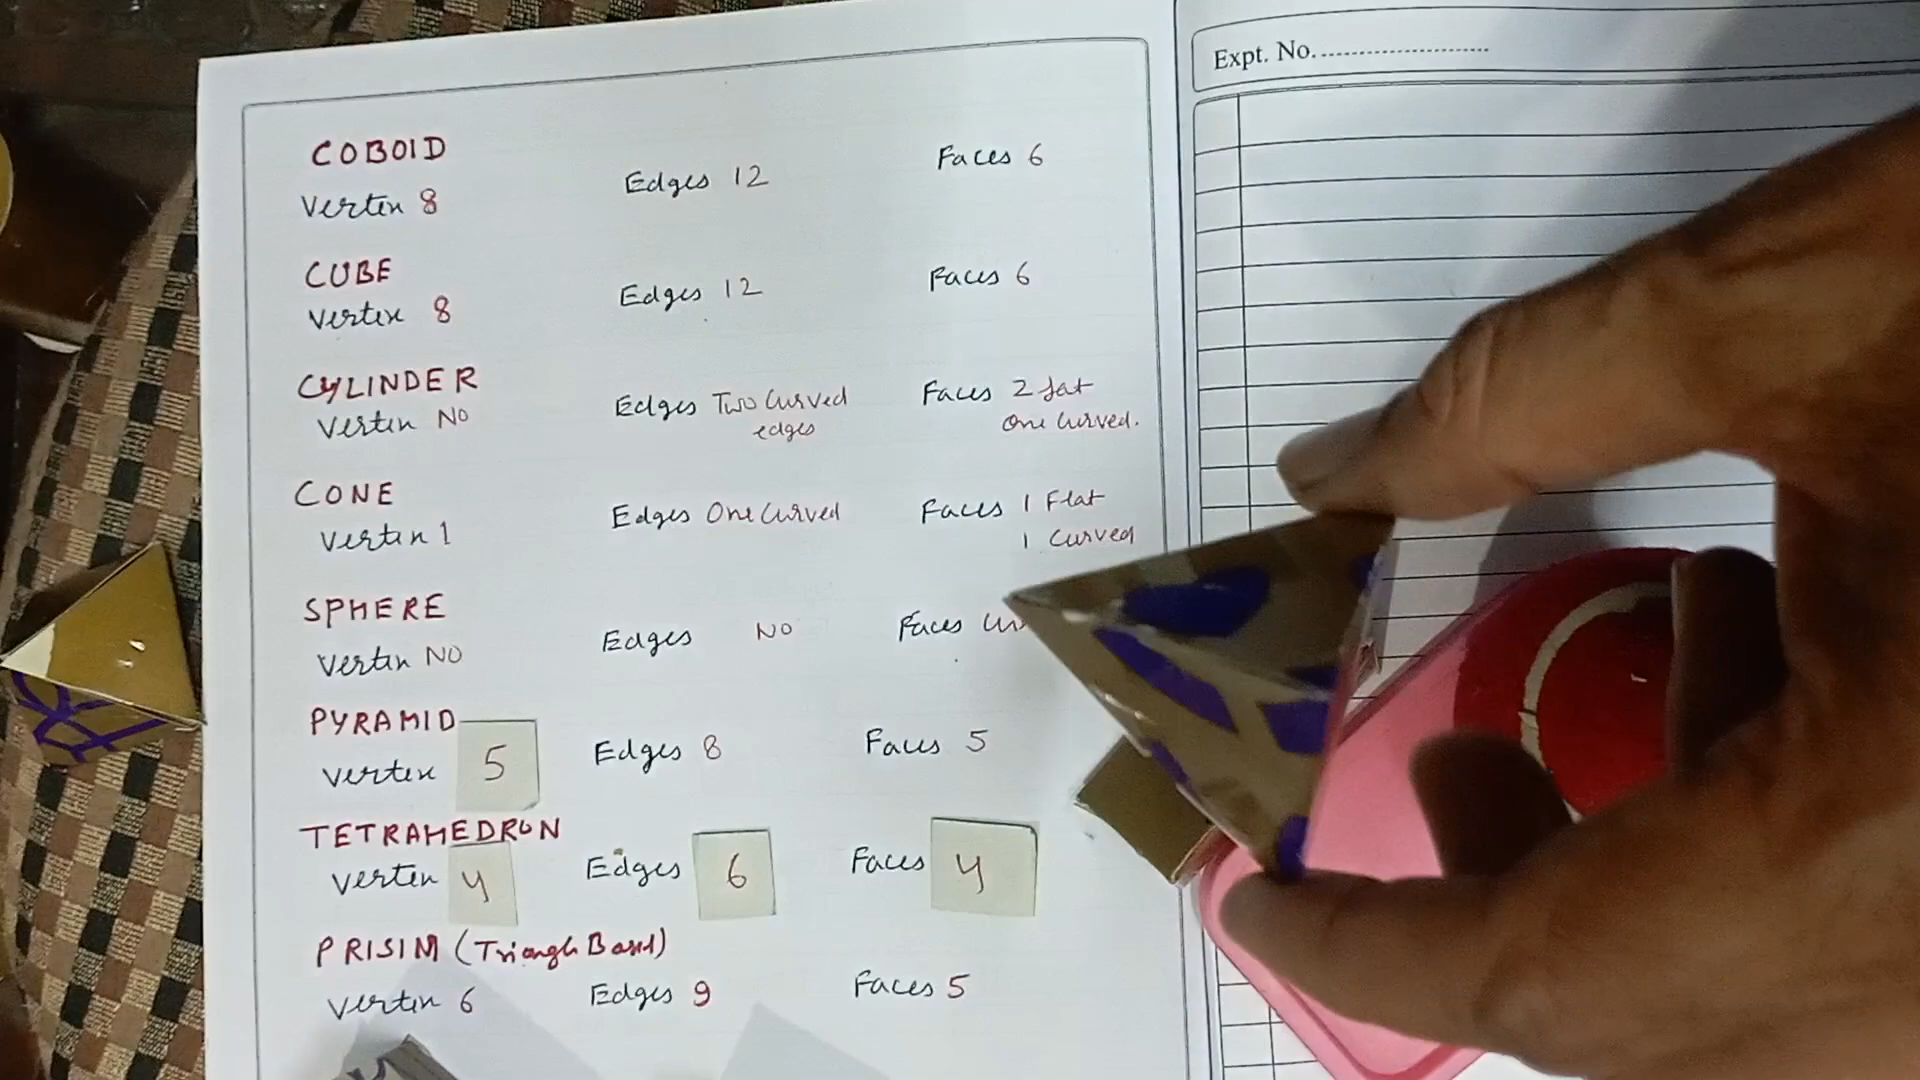 Expt. No.
COBOID
Vertex 8 Edges 12 Faces 6
CUBE
Vertex 8 Edges 12 Faces 6
CYLINDER
Vertex No Edges Two Curved edges Faces 2 flat One Curved.
CONE
Vertex 1 Edges One Curved Faces 1 Flat 1 Curved
SPHERE
Vertex NO Edges NO Faces
PYRAMID
Vertex 5 Edges 8 Faces 5
TETRAHEDRON
Vertex 4 Edges 6 Faces 4
PRISIM (Triangle Based)
Vertex 6 Edges 9 Faces 5